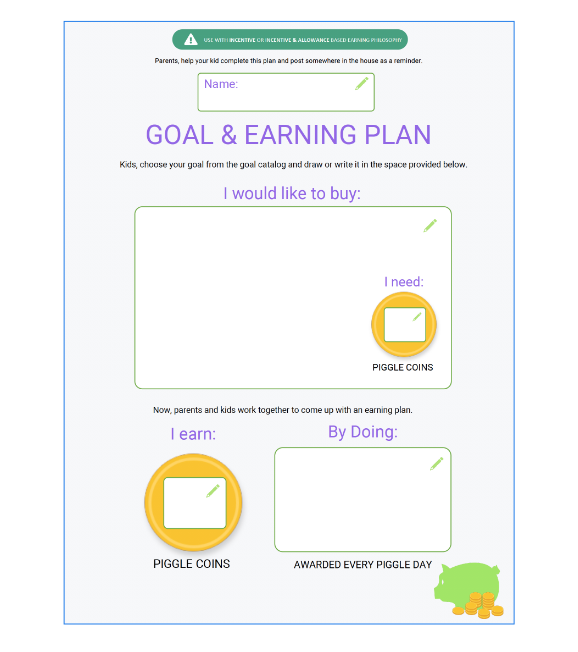 USE WITH INCENTIVE OR INCENTIVE & ALLOWANCE BASED EARNING PHILOSOPHY
Parents, help your kid complete this plan and post somewhere in the house as a reminder.
Name:
GOAL & EARNING PLAN
Kids, choose your goal from the goal catalog and draw or write it in the space provided below.
I would like to buy:
I need:
PIGGLE COINS
Now, parents and kids work together to come up with an earning plan.
I earn:
By Doing:
PIGGLE COINS
AWARDED EVERY PIGGLE DAY